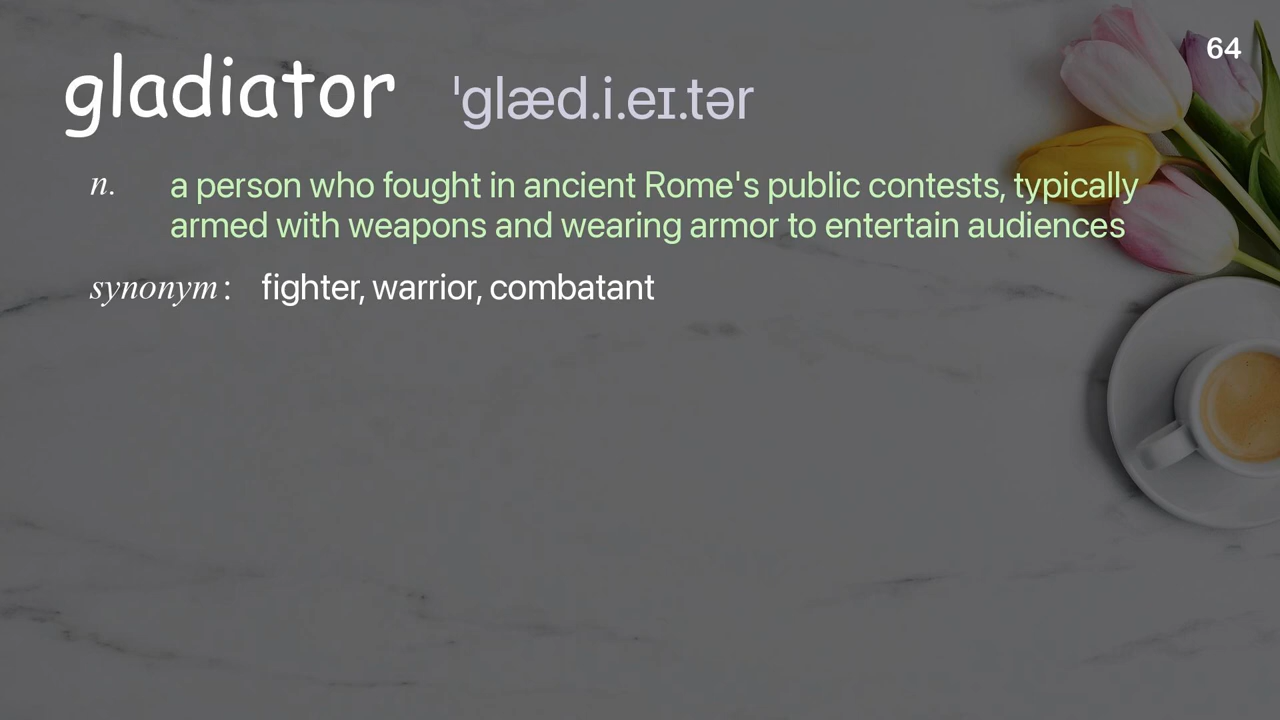 64
gladiator ˈɡlæd.i.eɪ.tər
n. a person who fought in ancient Rome's public contests, typically
armed with weapons and wearing armor to entertain audiences
synonym: fighter, warrior, combatant